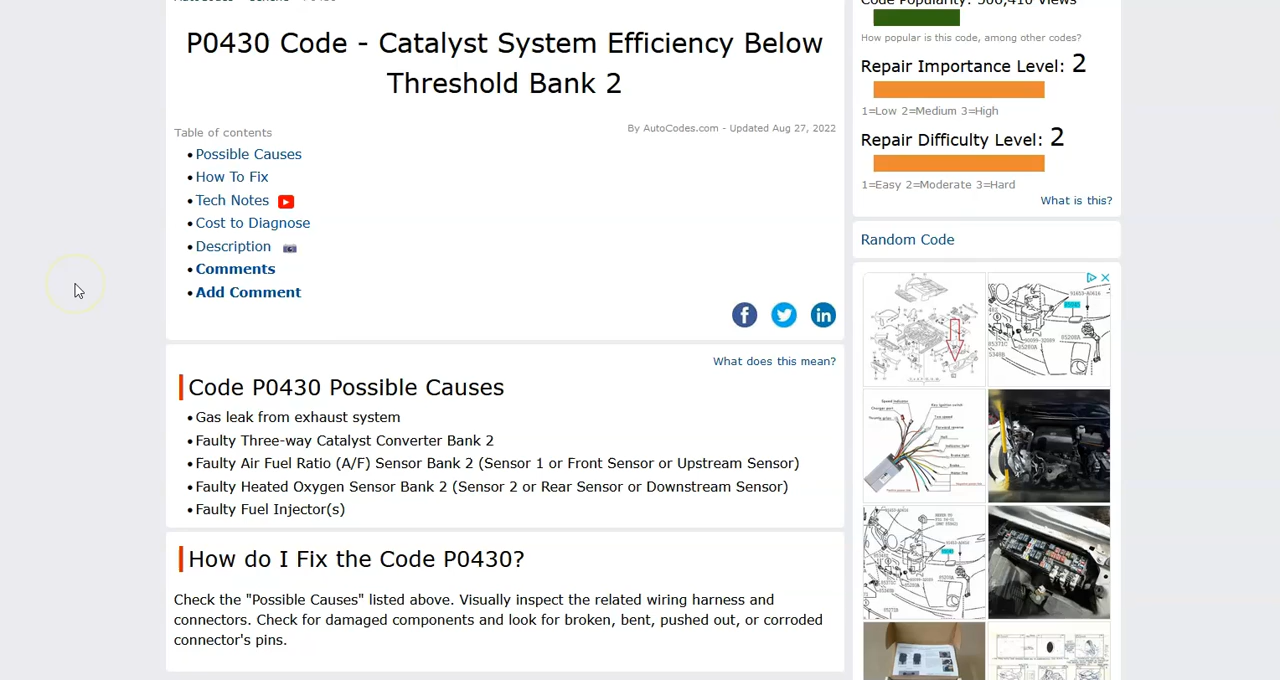 P0430 Code - Catalyst System Efficiency Below
Threshold Bank 2
Table of contents
By AutoCodes.com - Updated Aug 27, 2022
• Possible Causes
• How To Fix
• Tech Notes
• Cost to Diagnose
• Description
• Comments
• Add Comment
What does this mean?
Code P0430 Possible Causes
• Gas leak from exhaust system
• Faulty Three-way Catalyst Converter Bank 2
• Faulty Air Fuel Ratio (A/F) Sensor Bank 2 (Sensor 1 or Front Sensor or Upstream Sensor)
• Faulty Heated Oxygen Sensor Bank 2 (Sensor 2 or Rear Sensor or Downstream Sensor)
• Faulty Fuel Injector(s)
How do I Fix the Code P0430?
Check the "Possible Causes" listed above. Visually inspect the related wiring harness and
connectors. Check for damaged components and look for broken, bent, pushed out, or corroded
connector's pins.
How popular is this code, among other codes?
Repair Importance Level: 2
1=Low 2=Medium 3=High
Repair Difficulty Level: 2
1=Easy 2=Moderate 3=Hard
What is this?
Random Code